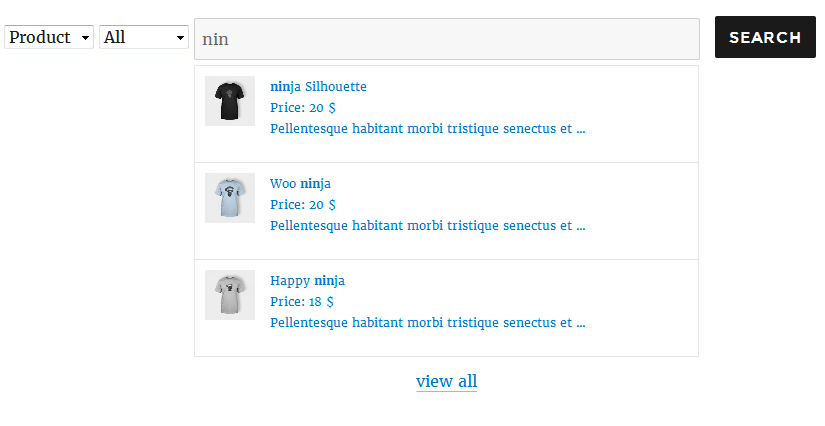 Product All nin SEARCH
ninja Silhouette
Price: 20 $
Pellentesque habitant morbi tristique senectus et ...
Woo ninja
Price: 20 $
Pellentesque habitant morbi tristique senectus et ...
Happy ninja
Price: 18 $
Pellentesque habitant morbi tristique senectus et ...
view all